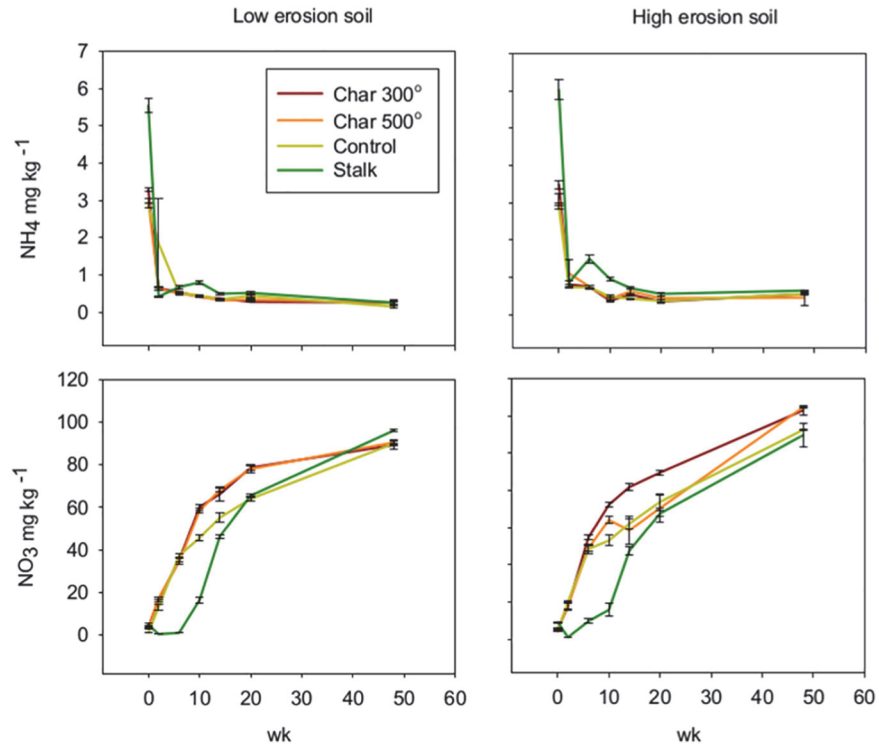 Low erosion soil
High erosion soil
7
6
5
4
3
2
1
0
NH4 mg kg -1
Char 300°
Char 500°
Control
Stalk
120
100
80
60
40
20
0
NO3 mg kg -1
0 10 20 30 40 50 60
0 10 20 30 40 50 60
wk
wk